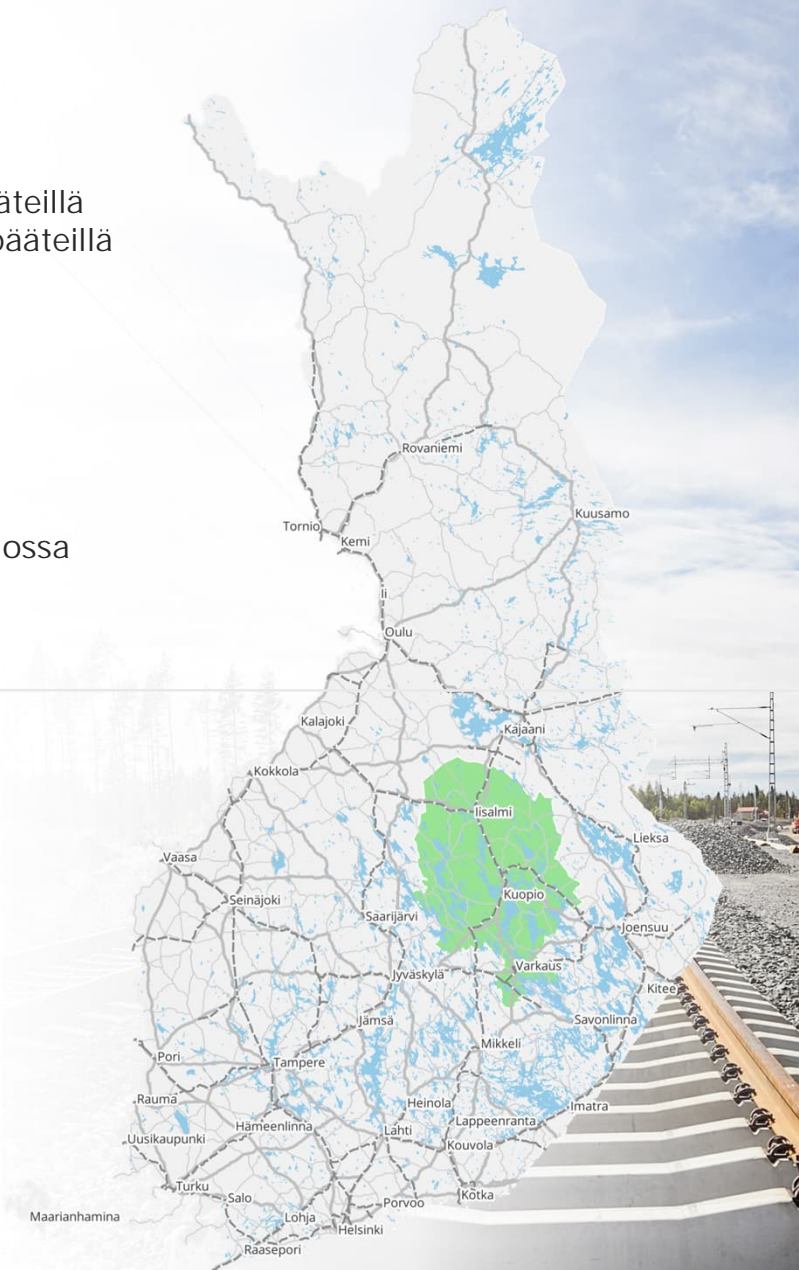 äteillä
pääteillä
Rovaniemi
Kuusamo
Tornio
Kemi
ossa
Ii
Oulu
Kalajoki
Kajaani
Kokkola
Iisalmi
Lieksa
Vaasa
Kuopio
Seinäjoki
Saarijärvi
Joensuu
Varkaus
Jyväskylä
Kitee
Jämsä
Savonlinna
Mikkeli
Pori
Tampere
Rauma
Heinola
Imatra
Hämeenlinna
Lappeenranta
Lahti
Uusikaupunki
Kouvola
Turku
Salo
Kotka
Porvoo
Maarianhamina
Lohja
Helsinki
Raasepori